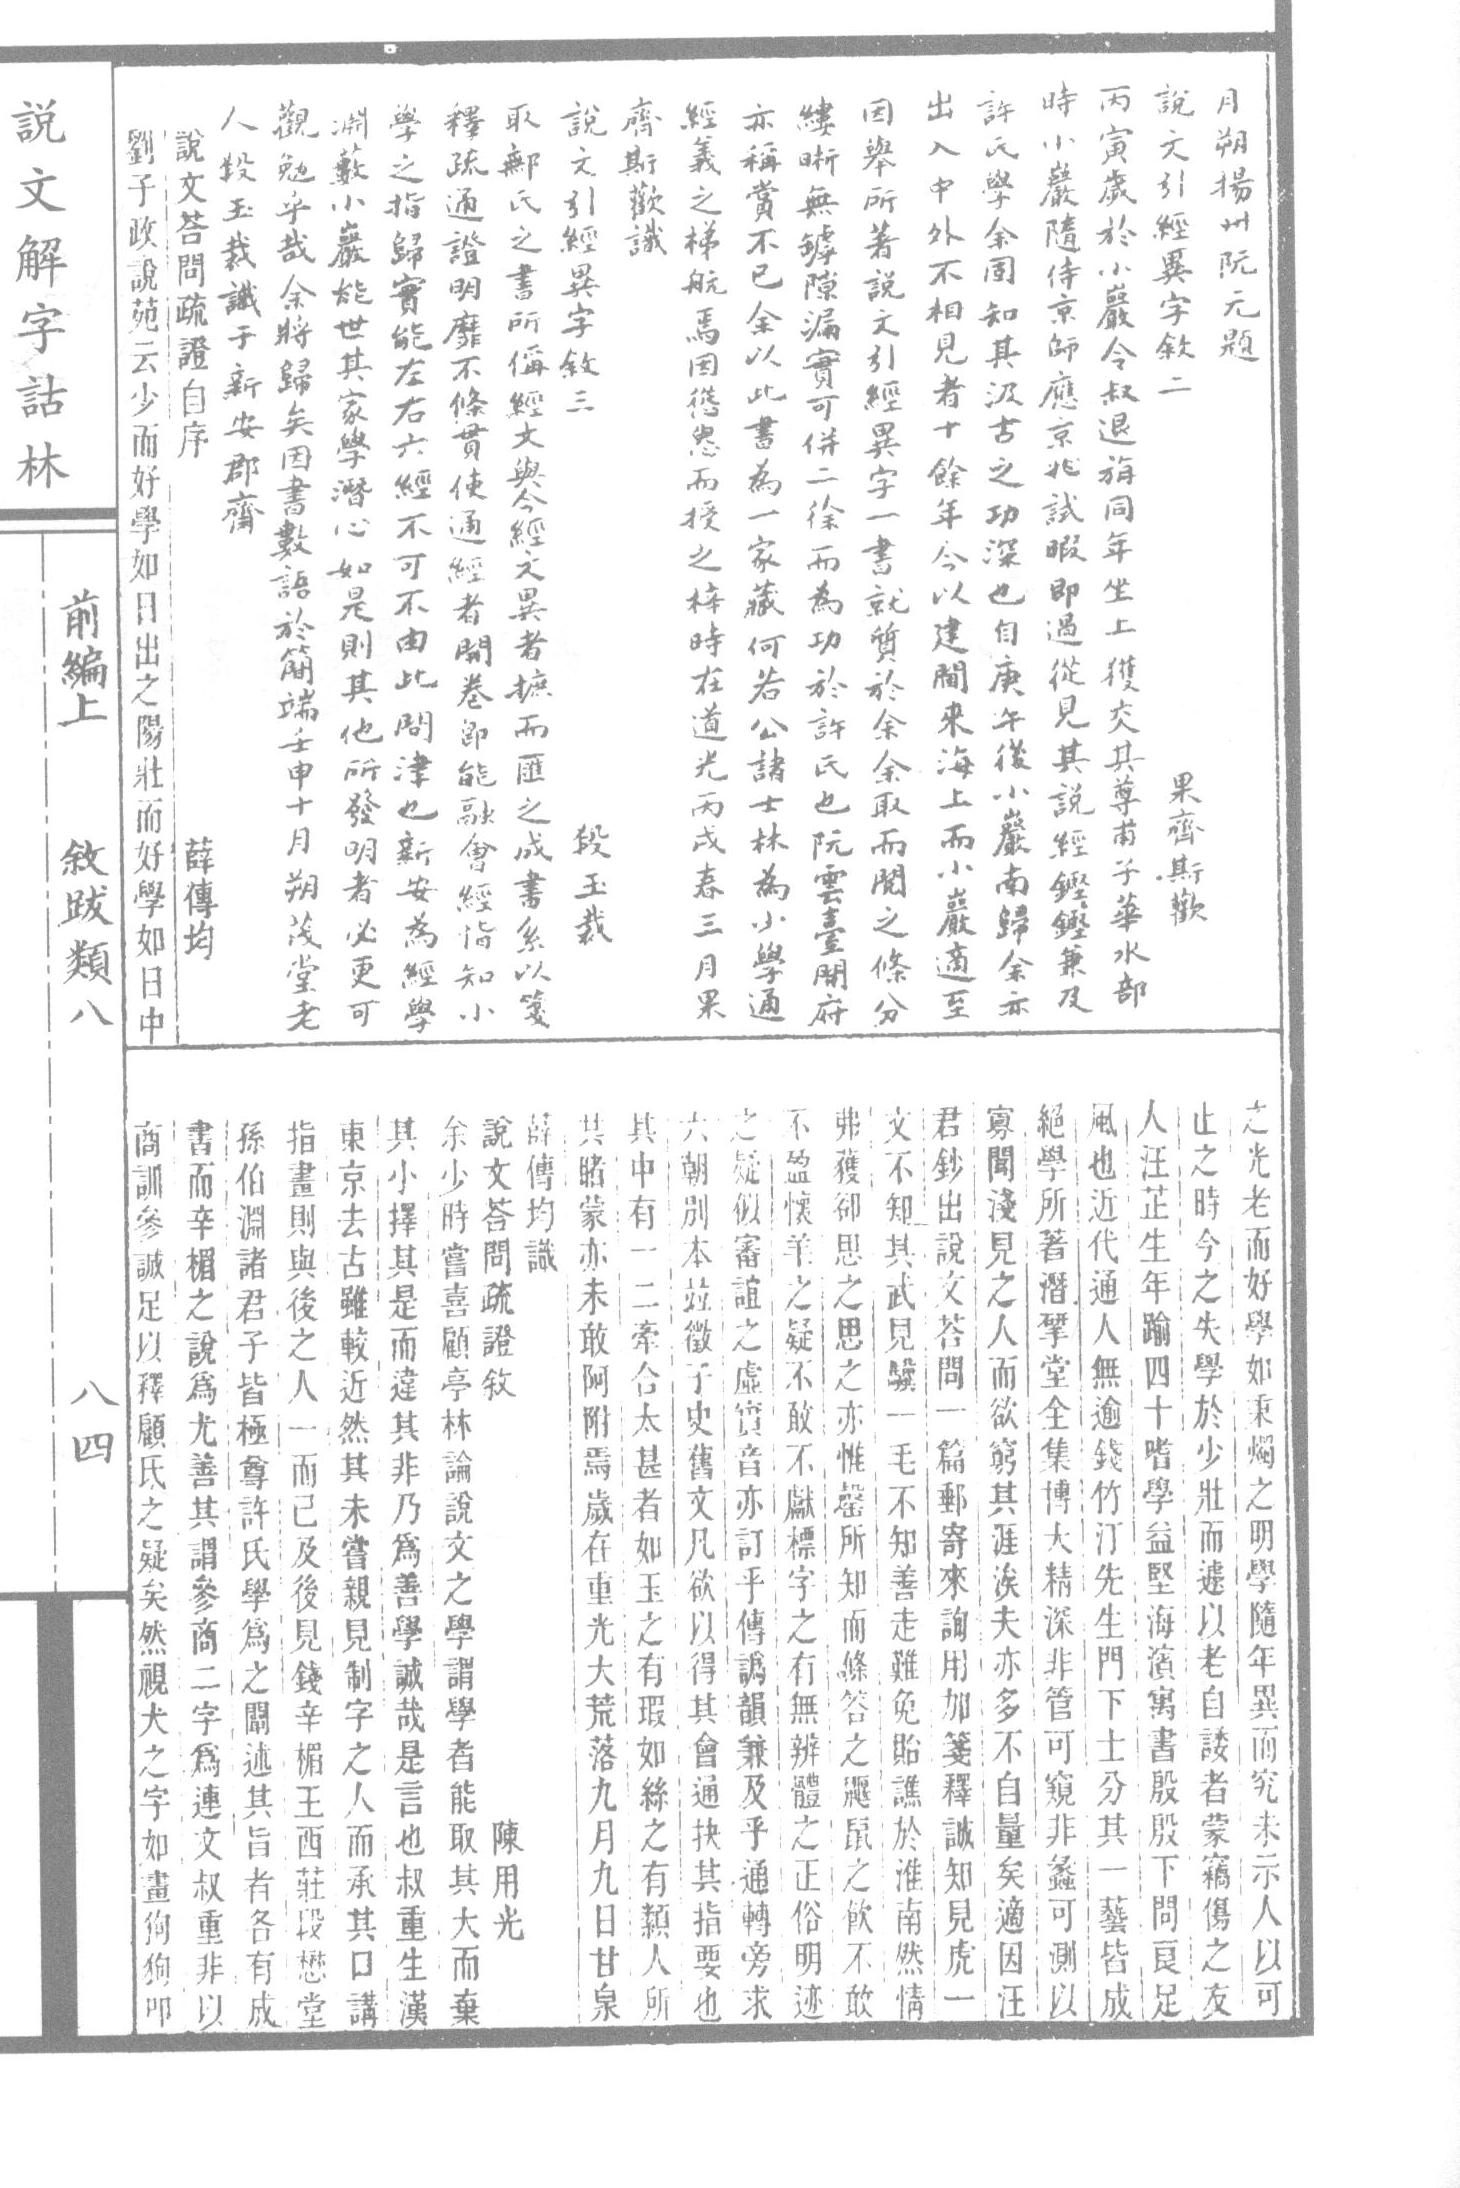 月朔揚州阮元題
說文引經異字敘二
果齊斯歡
丙寅歲於小巖令叔退旃同年坐上獲交其尊甫子華水部
時小巖隨侍京師應京兆試暇即過從見其說經鏗鏗兼及
許氏學余固知其汲古之功深也自庚午後小巖南歸余亦
出入中外不相見者十餘年今以建閫來海上而小巖適至
因舉所著說文引經異字一書就質於余余取而閱之條分
縷晰無罅隙漏實可併二徐而為功於許氏也阮雲臺開府
亦稱賞不已余以此書為一家藏何若公諸士林為小學通
經義之梯航焉因慫恿而授之梓時在道光丙戌春三月果
齊斯歡識
說文引經異字敘三
段玉裁
取鄦氏之書所偁經文與今經文異者摭而匯之成書系以箋
釋疏通證明靡不條貫使通經者開卷即能融會經恉知小
學之指歸實能左右六經不可不由此問津也新安為經學
淵藪小巖能世其家學潛心如是則其他所發明者必更可
觀勉乎哉余將歸矣因書數語於簡端壬申十月朔茂堂老
人段玉裁識于新安郡齋
說文荅問疏證自序
薛傳均
劉子政說苑云少而好學如日出之陽壯而好學如日中
之光老而好學如秉燭之明學隨年異而究未示人以可
止之時今之失學於少壯而遽以老自諉者蒙竊傷之友
人汪芷生年踰四十嗜學益堅海濱寓書殷殷下問良足
風也近代通人無逾錢竹汀先生門下士分其一藝皆成
絕學所著潛揅堂全集博大精深非管可窺非蠡可測以
寡聞淺見之人而欲窮其涯涘夫亦多不自量矣適因汪
君鈔出說文荅問一篇郵寄來詢用加箋釋誠知見虎一
文不知其武見驥一毛不知善走難免貽譙於淮南然情
弗獲卻思之思之亦惟罄所知而條答之鼴鼠之飲不敢
不盈懷羊之疑不敢不獻標字之有無辨體之正俗明迹
之疑似審誼之虛實音亦訂乎傳譌韻兼及乎通轉旁求
六朝別本竝徵子史舊文凡欲以得其會通抉其指要也
其中有一二牽合太甚者如玉之有瑕如絲之有纇人所
共睹蒙亦未敢阿附焉歲在重光大荒落九月九日甘泉
薛傳均識
說文荅問疏證敘
陳用光
余少時嘗喜顧亭林論說文之學謂學者能取其大而棄
其小擇其是而違其非乃爲善學誠哉是言也叔重生漢
東京去古雖較近然其未嘗親見制字之人而承其口講
指畫則與後之人一而已及後見錢辛楣王西莊段懋堂
孫伯淵諸君子皆極尊許氏學爲之闡述其旨者各有成
書而辛楣之說爲尤善其謂參商二字爲連文叔重非以
商訓參誠足以釋顧氏之疑矣然視犬之字如畫狗狗叩
說文解字詁林
前編上
敘跋類八
八四